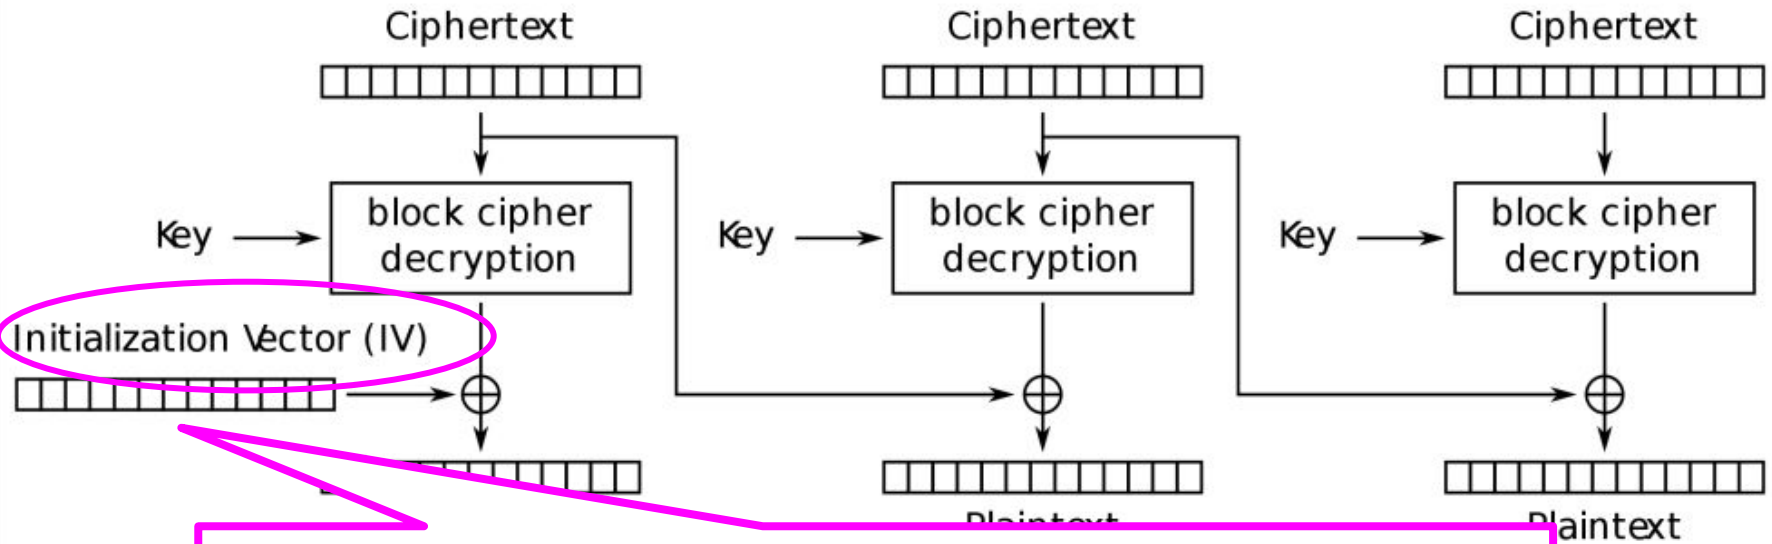 Ciphertext Ciphertext Ciphertext
Key block cipher decryption Key block cipher decryption Key block cipher decryption
Initialization Vector (IV)
Plaintext Plaintext